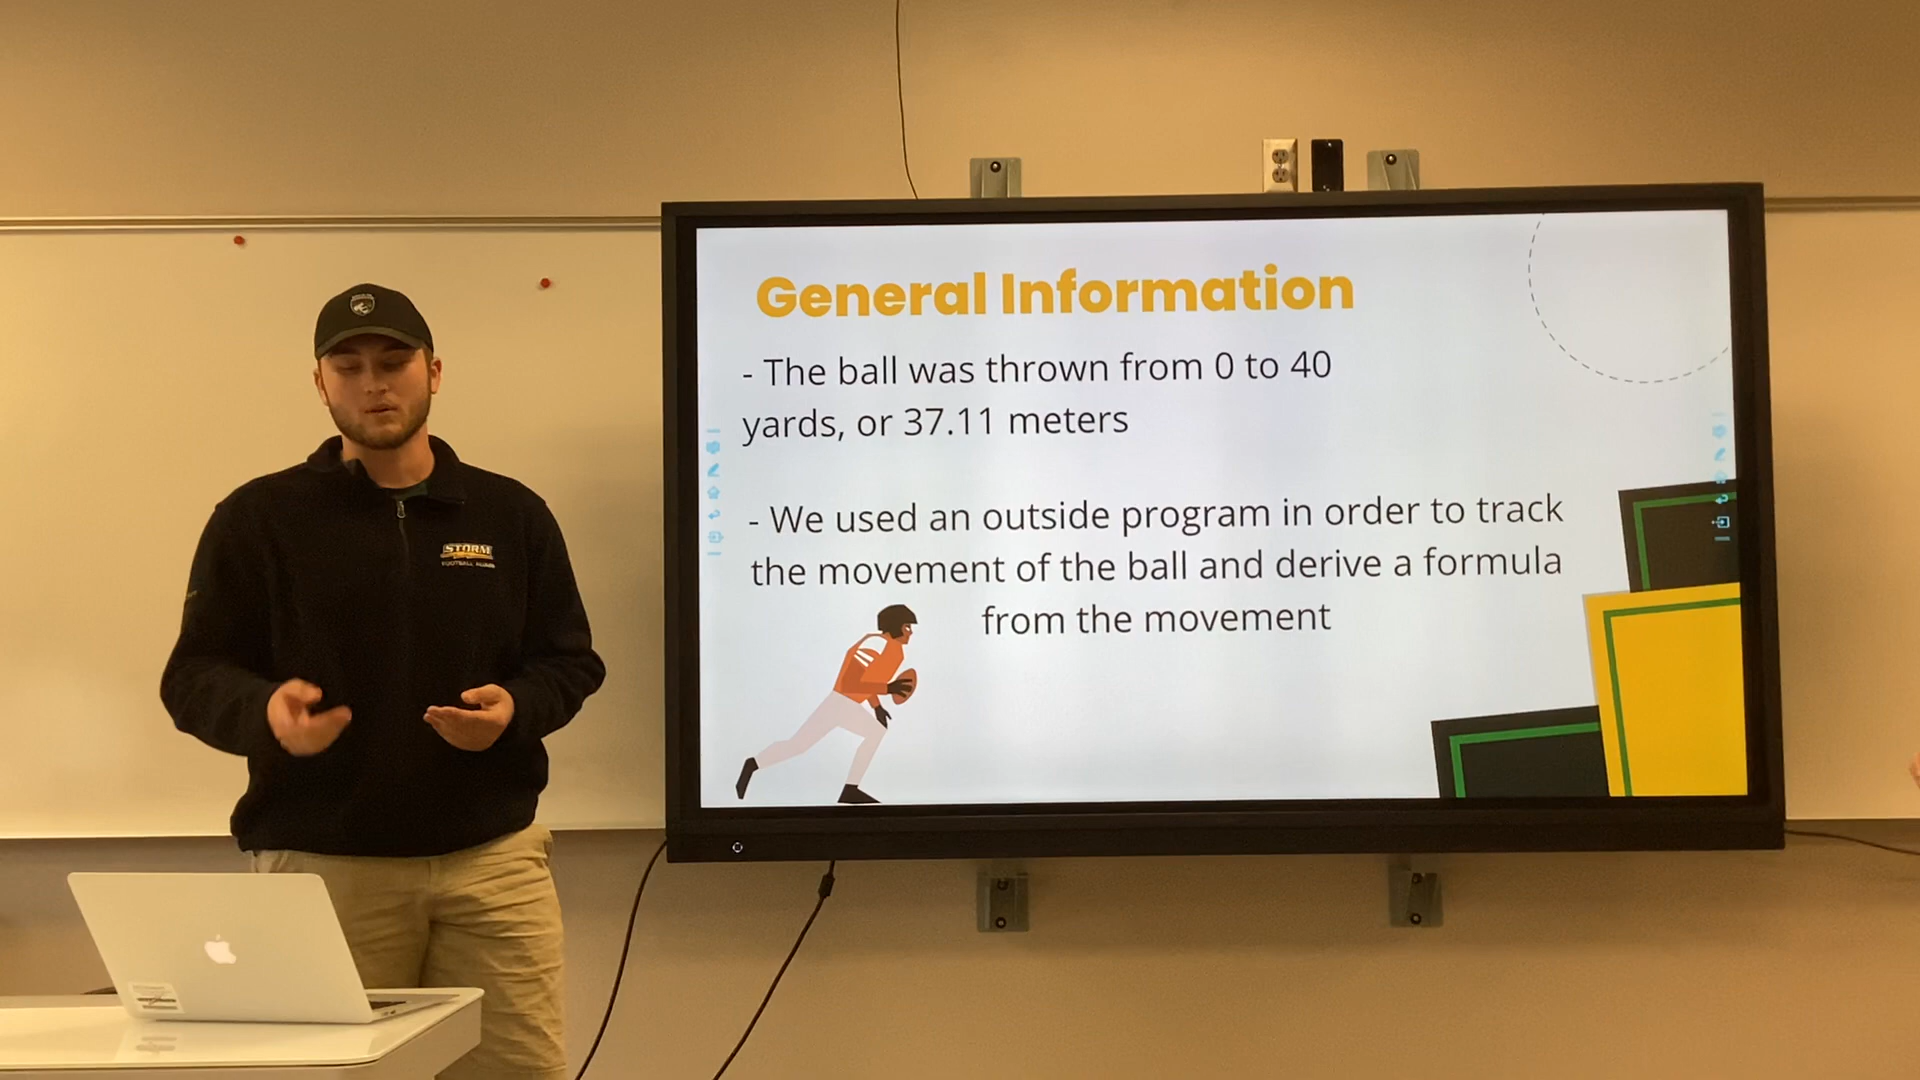 General Information
- The ball was thrown from 0 to 40
yards, or 37.11 meters
- We used an outside program in order to track
the movement of the ball and derive a formula
from the movement
STORM